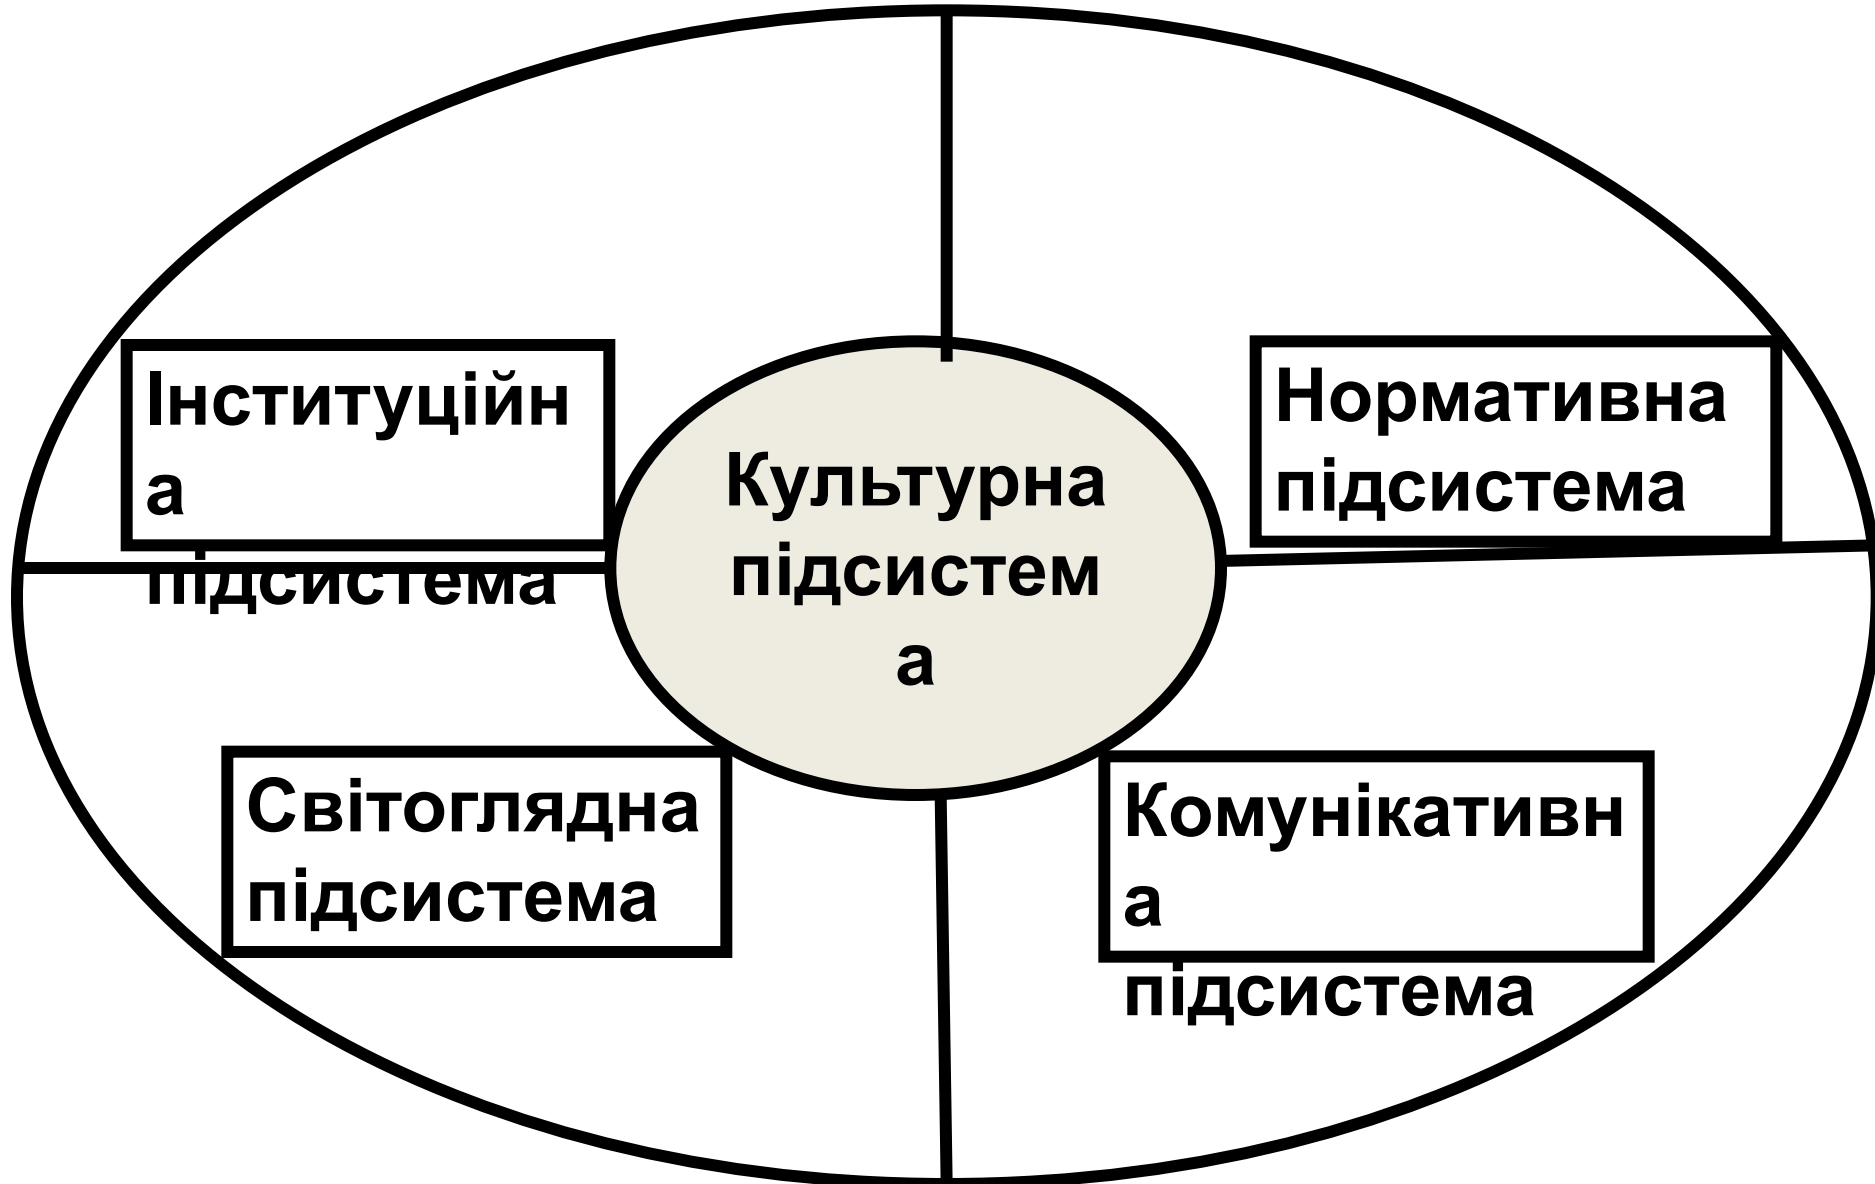 Інституційн
а
підсистема
Культурна
підсистем
а
Нормативна
підсистема
Світоглядна
підсистема
Комунікативн
а
підсистема